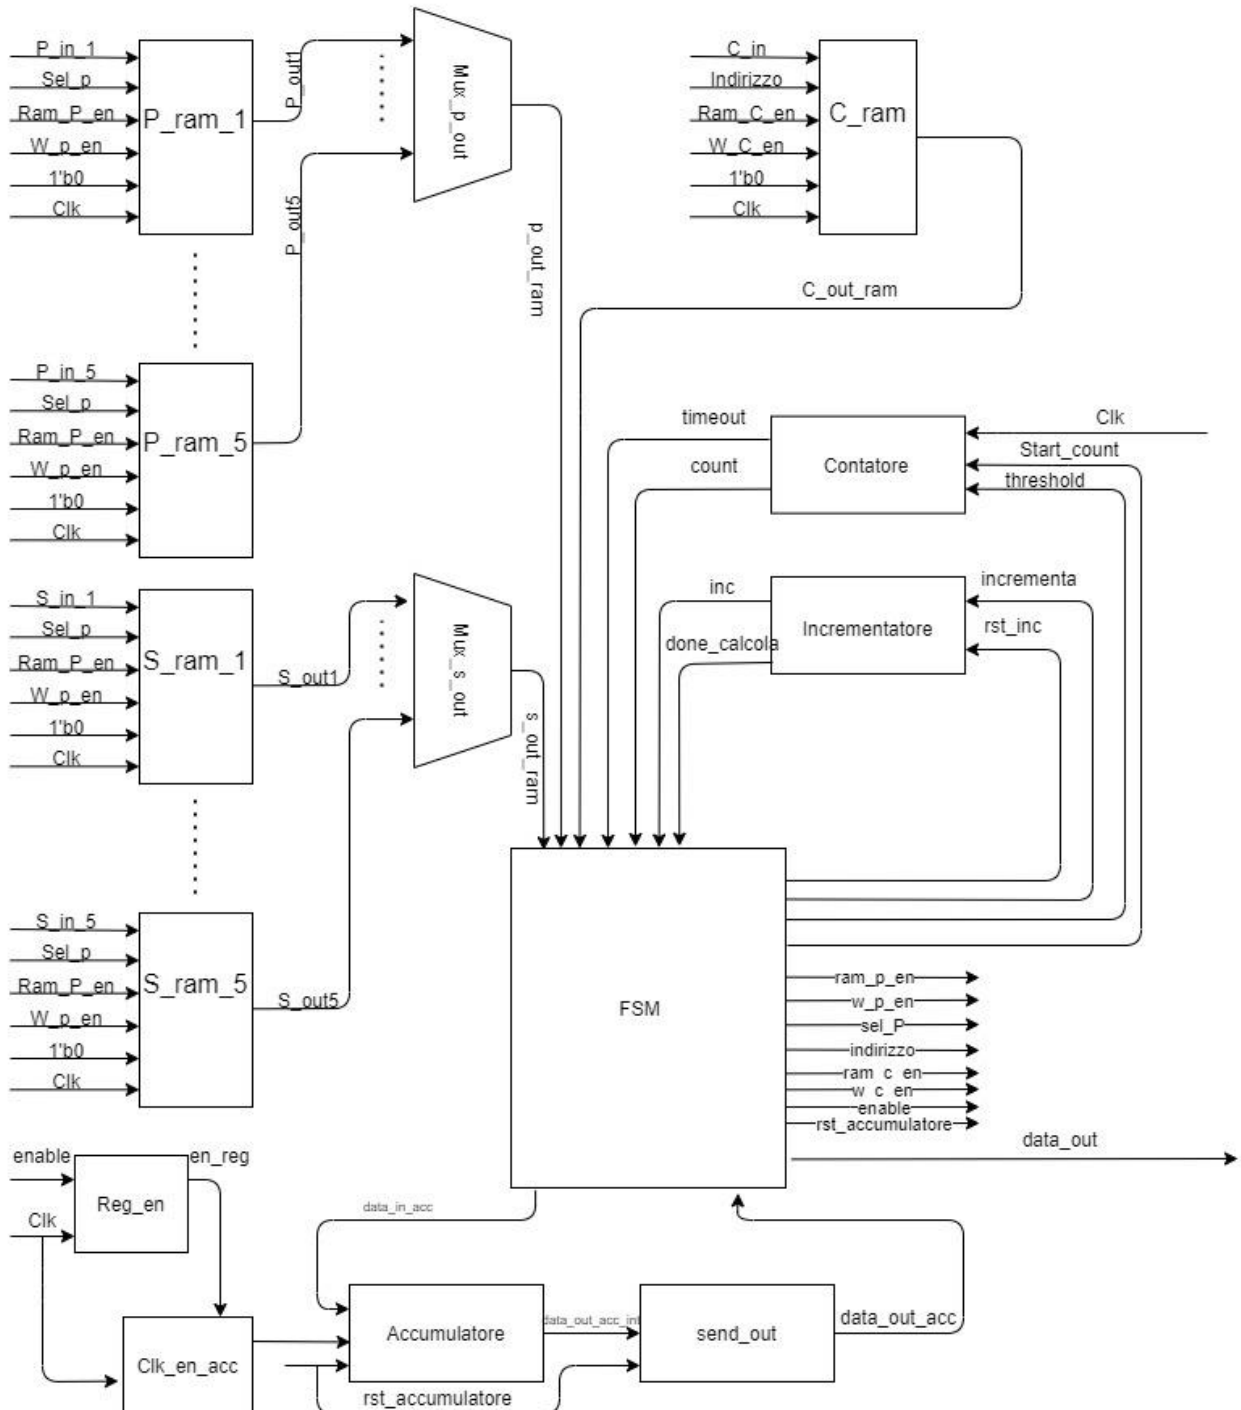 P_in_1
Sel_p
Ram_P_en
W_p_en
1'b0
Clk
P_ram_1
P_out1
Mux_p_out
C_in
Indirizzo
Ram_C_en
W_C_en
1'b0
Clk
C_ram
P_out5
p_out_ram
C_out_ram
P_in_5
Sel_p
Ram_P_en
W_p_en
1'b0
Clk
P_ram_5
timeout
count
Contatore
Clk
Start_count
threshold
S_in_1
Sel_p
Ram_P_en
W_p_en
1'b0
Clk
S_ram_1
S_out1
Mux_s_out
s_out_ram
inc
done_calcola
Incrementatore
incrementa
rst_inc
S_in_5
Sel_p
Ram_P_en
W_p_en
1'b0
Clk
S_ram_5
S_out5
FSM
ram_p_en
w_p_en
sel_P
indirizzo
ram_c_en
w_c_en
enable
rst_accumulatore
data_out
enable
en_reg
Reg_en
Clk
data_in_acc
Clk_en_acc
Accumulatore
data_out_acc_int
send_out
data_out_acc
rst_accumulatore